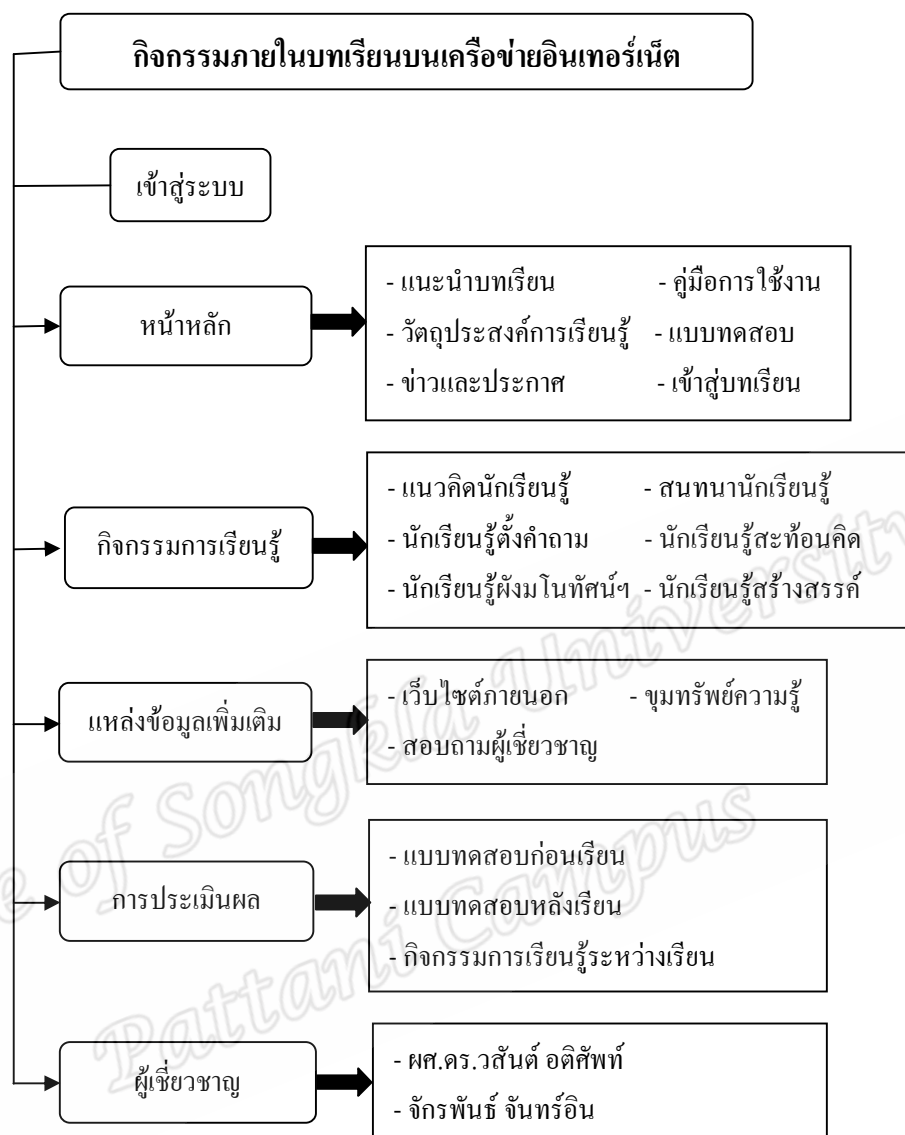 กิจกรรมภายในบทเรียนบนเครือข่ายอินเทอร์เน็ต
เข้าสู่ระบบ
หน้าหลัก
- แนะนำบทเรียน - คู่มือการใช้งาน
- วัตถุประสงค์การเรียนรู้ - แบบทดสอบ
- ข่าวและประกาศ - เข้าสู่บทเรียน
กิจกรรมการเรียนรู้
- แนวคิดนักเรียนรู้ - สนทนานักเรียนรู้
- นักเรียนรู้ตั้งคำถาม - นักเรียนรู้สะท้อนคิด
- นักเรียนรู้ผังมโนทัศน์ฯ - นักเรียนรู้สร้างสรรค์
แหล่งข้อมูลเพิ่มเติม
- เว็บไซต์ภายนอก - ขุมทรัพย์ความรู้
- สอบถามผู้เชี่ยวชาญ
การประเมินผล
- แบบทดสอบก่อนเรียน
- แบบทดสอบหลังเรียน
- กิจกรรมการเรียนรู้ระหว่างเรียน
ผู้เชี่ยวชาญ
- ผศ.ดร.วสันต์ อติศัพท์
- จักรพันธ์ จันทร์อิน
of Songkla University
Pattani Campus